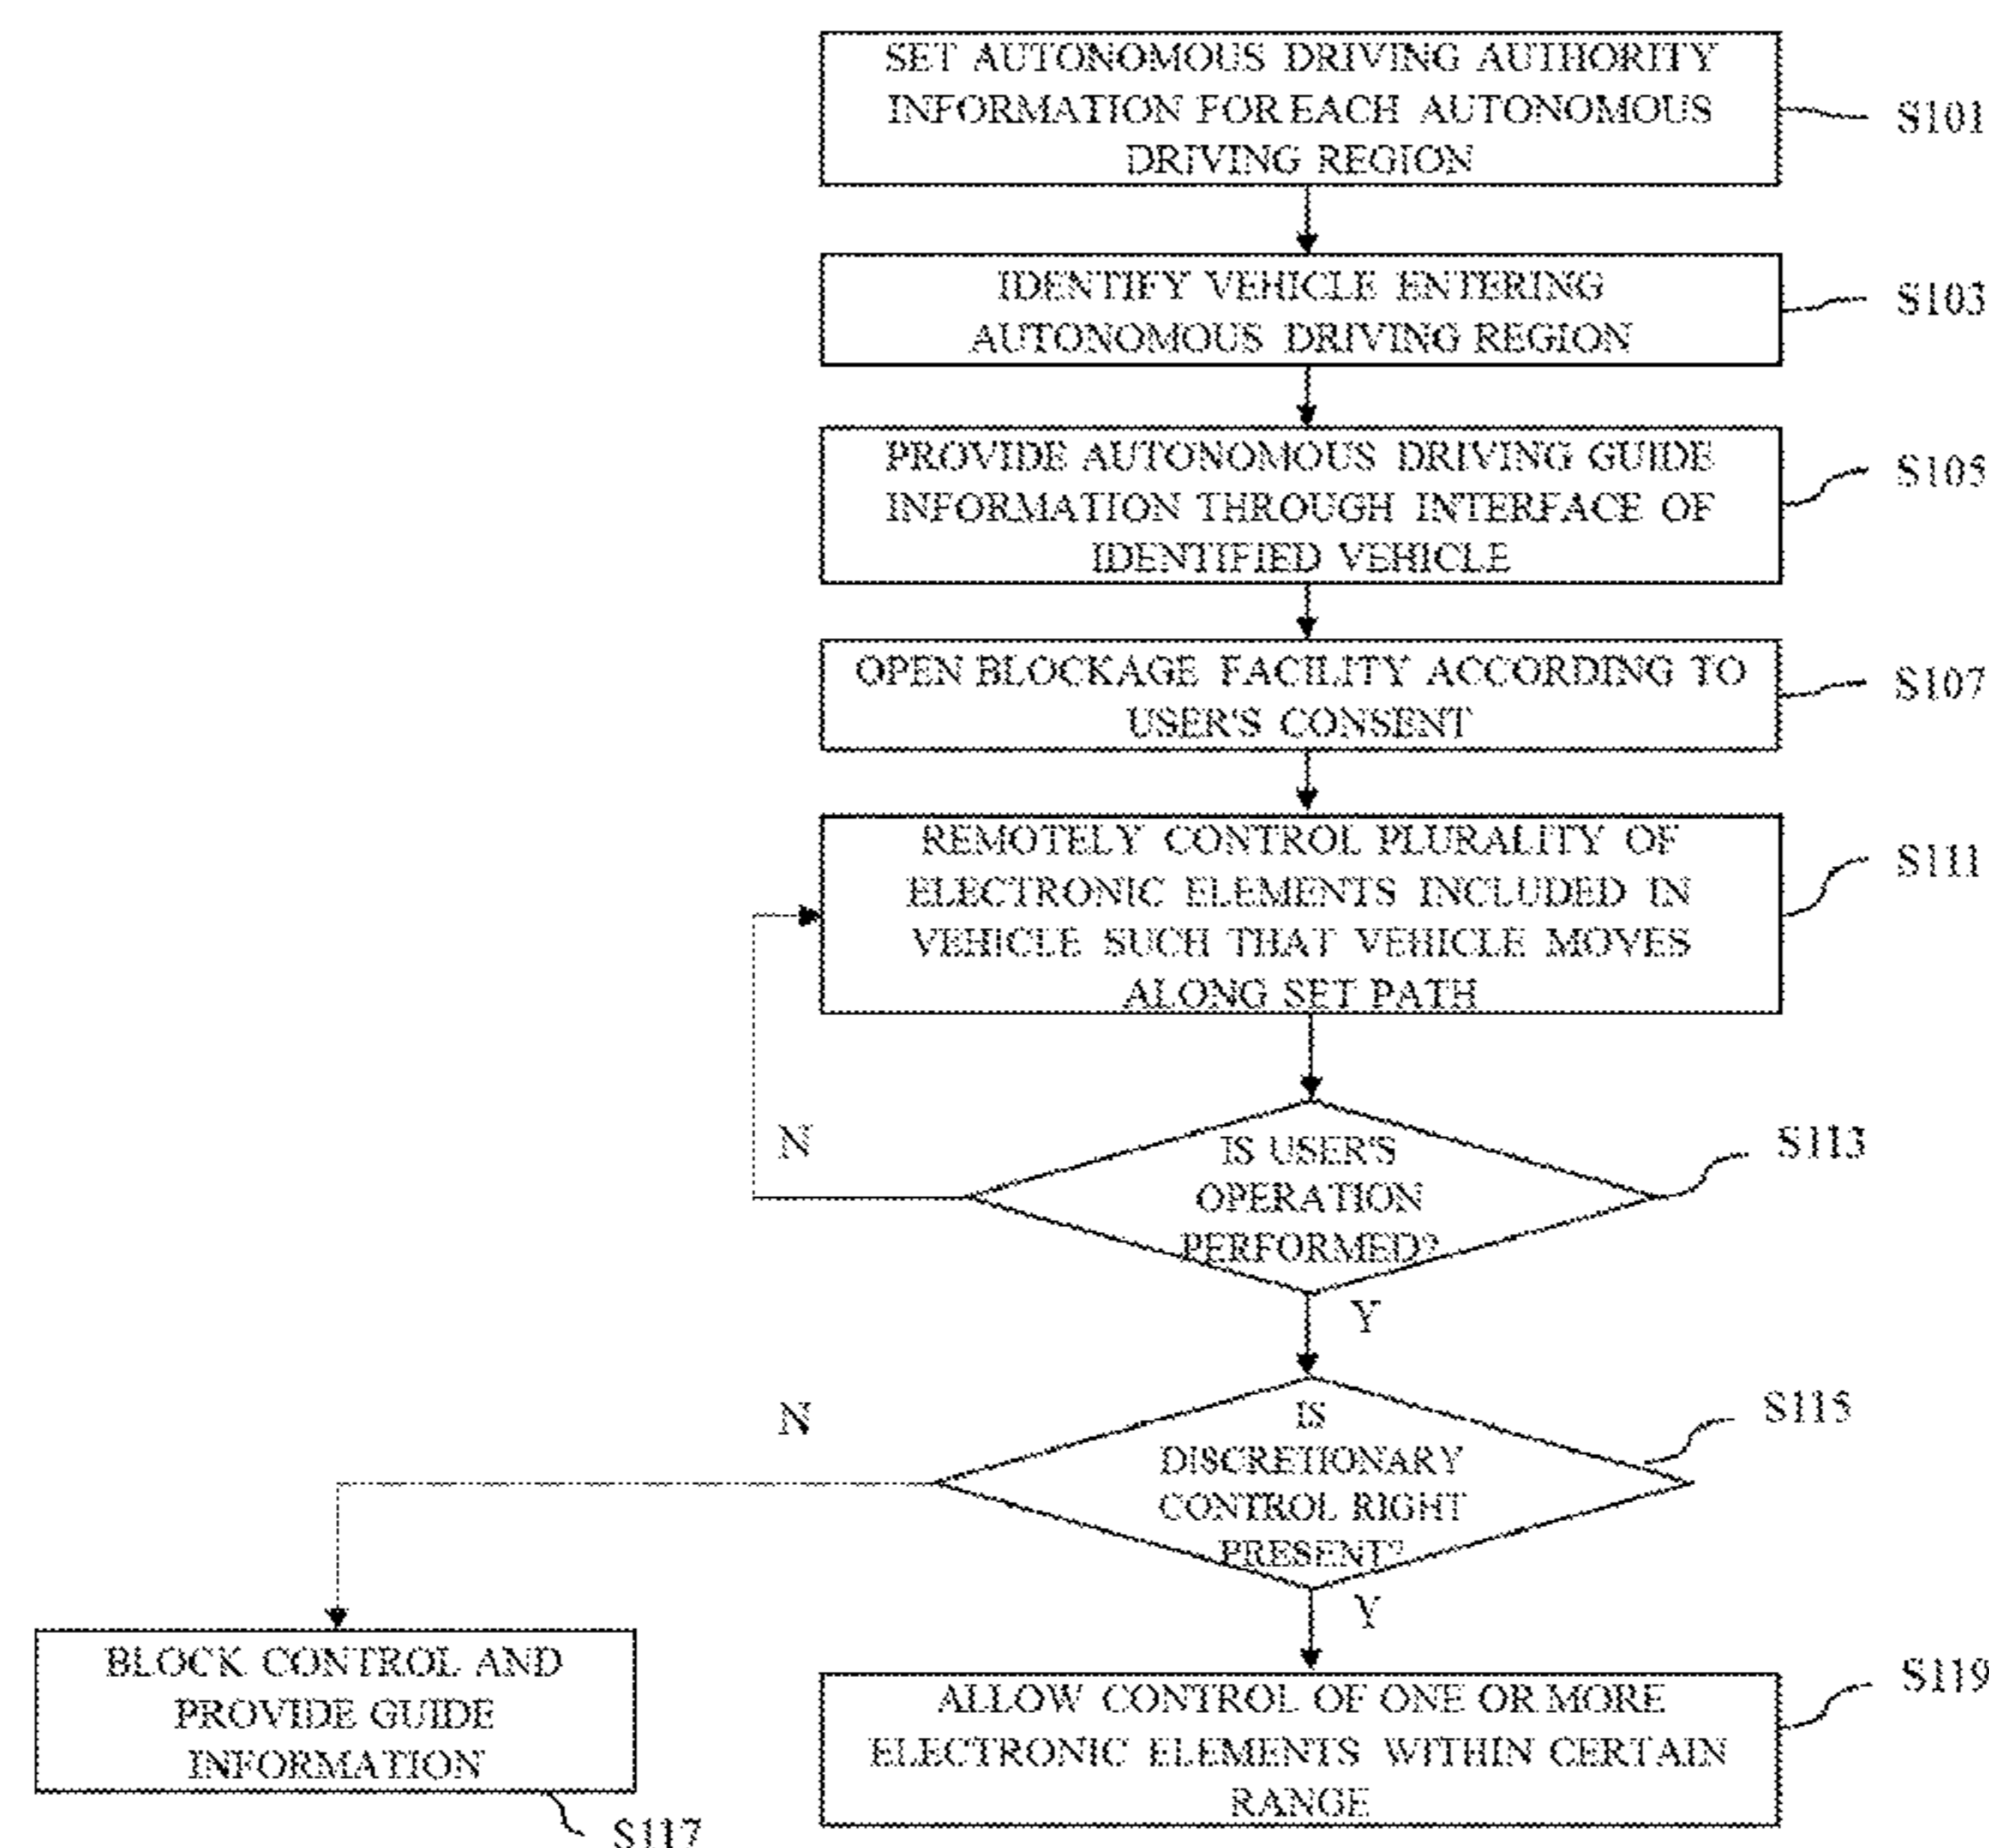 SET AUTONOMOUS DRIVING AUTHORITY
INFORMATION FOR EACH AUTONOMOUS
DRIVING REGION
S101
IDENTIFY VEHICLE ENTERING
AUTONOMOUS DRIVING REGION
S103
PROVIDE AUTONOMOUS DRIVING GUIDE
INFORMATION THROUGH INTERFACE OF
IDENTIFIED VEHICLE
S105
OPEN BLOCKAGE FACILITY ACCORDING TO
USER'S CONSENT
S107
REMOTELY CONTROL PLURALITY OF
ELECTRONIC ELEMENTS INCLUDED IN
VEHICLE SUCH THAT VEHICLE MOVES
ALONG SET PATH
S111
N
IS USER'S
OPERATION
PERFORMED?
S113
Y
N
IS
DISCRETIONARY
CONTROL RIGHT
PRESENT?
S115
Y
BLOCK CONTROL AND
PROVIDE GUIDE
INFORMATION
S117
ALLOW CONTROL OF ONE OR MORE
ELECTRONIC ELEMENTS WITHIN CERTAIN
RANGE
S119